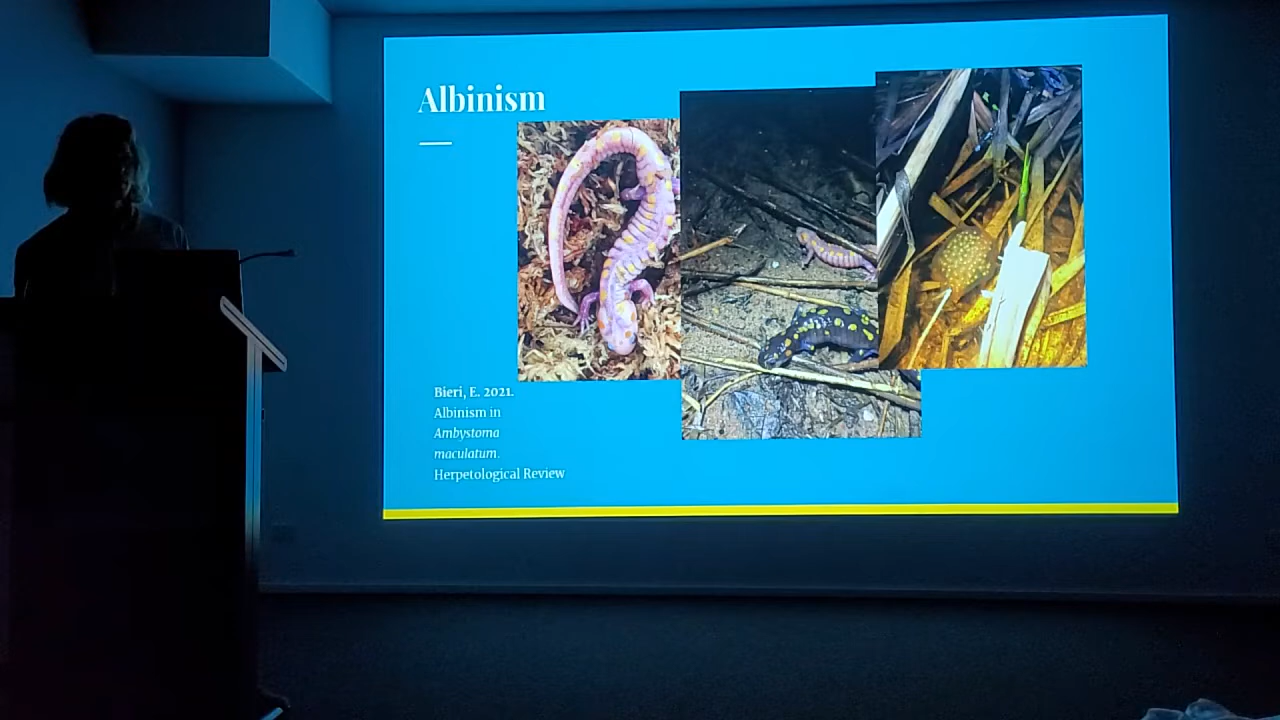 Albinism
Bieri, E. 2021.
Albinism in
Ambystoma
maculatum.
Herpetological Review